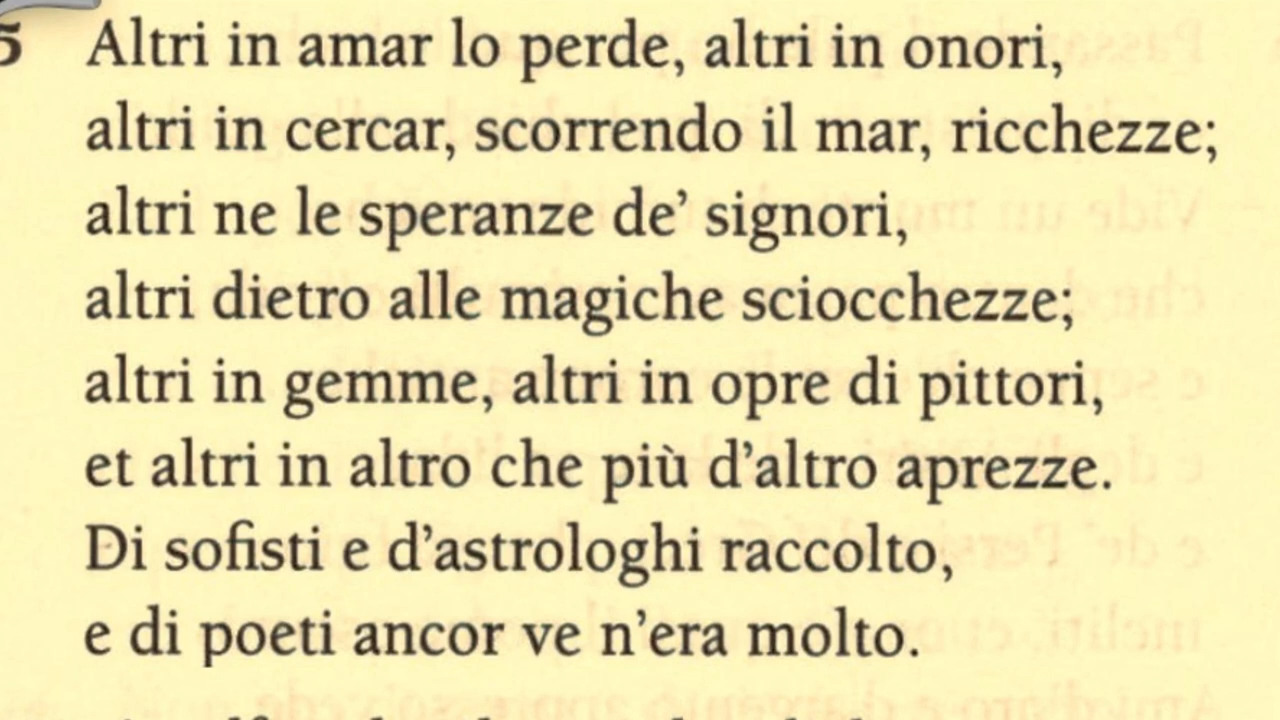 5 Altri in amar lo perde, altri in onori,
altri in cercar, scorrendo il mar, ricchezze;
altri ne le speranze de’ signori,
altri dietro alle magiche sciocchezze;
altri in gemme, altri in opre di pittori,
et altri in altro che più d’altro aprezze.
Di sofisti e d’astrologhi raccolto,
e di poeti ancor ve n’era molto.